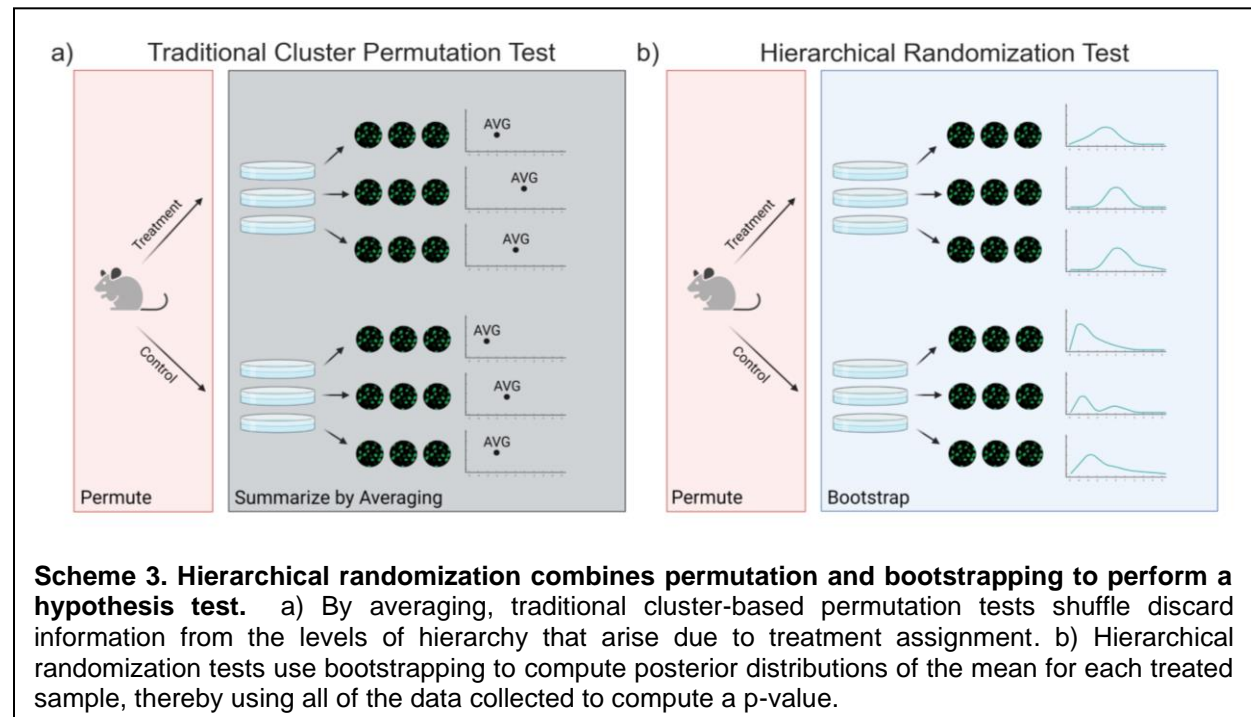 a) Traditional Cluster Permutation Test
b) Hierarchical Randomization Test
Treatment
Control
Permute
AVG
AVG
AVG
AVG
AVG
AVG
Summarize by Averaging
Treatment
Control
Permute
Bootstrap
Scheme 3. Hierarchical randomization combines permutation and bootstrapping to perform a
hypothesis test. a) By averaging, traditional cluster-based permutation tests shuffle discard
information from the levels of hierarchy that arise due to treatment assignment. b) Hierarchical
randomization tests use bootstrapping to compute posterior distributions of the mean for each treated
sample, thereby using all of the data collected to compute a p-value.